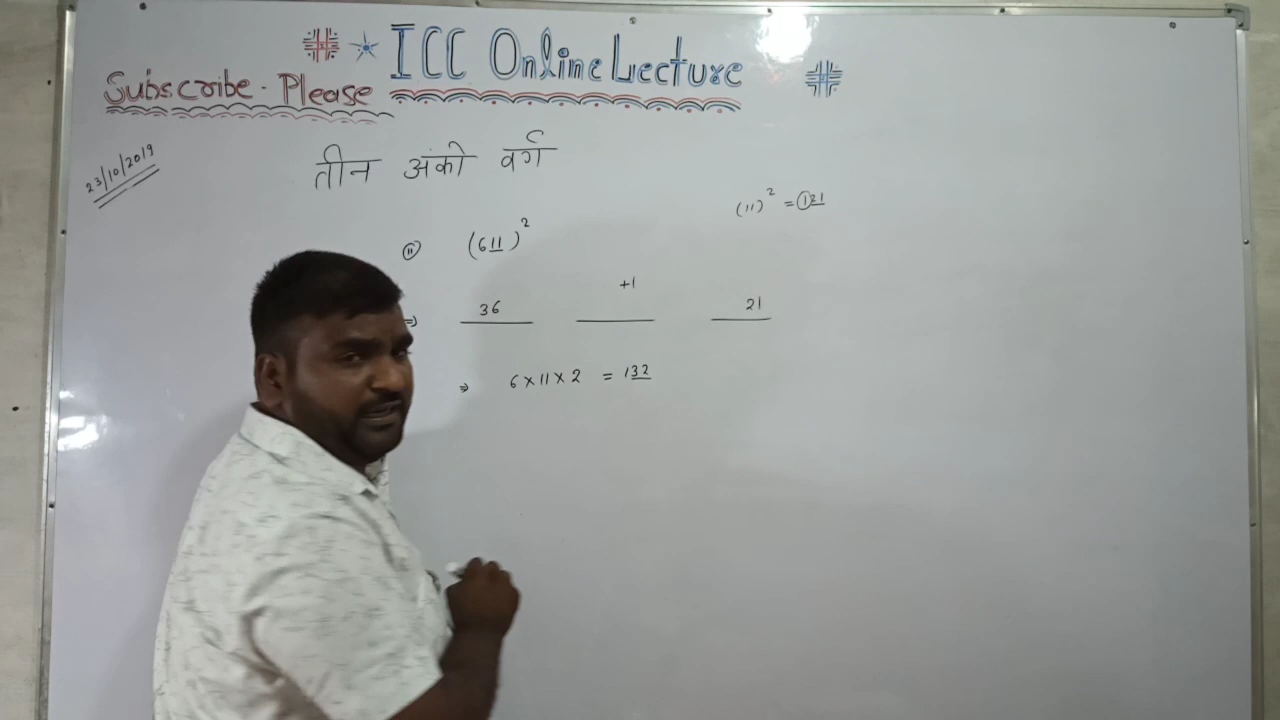 ICC Online Lecture
Subscribe. Please
23/10/2019
तीन अंकी वर्ग
(11)² = 121
(ii) (611)²
+1
⇒ 36 21
⇒ 6×11×2 = 132